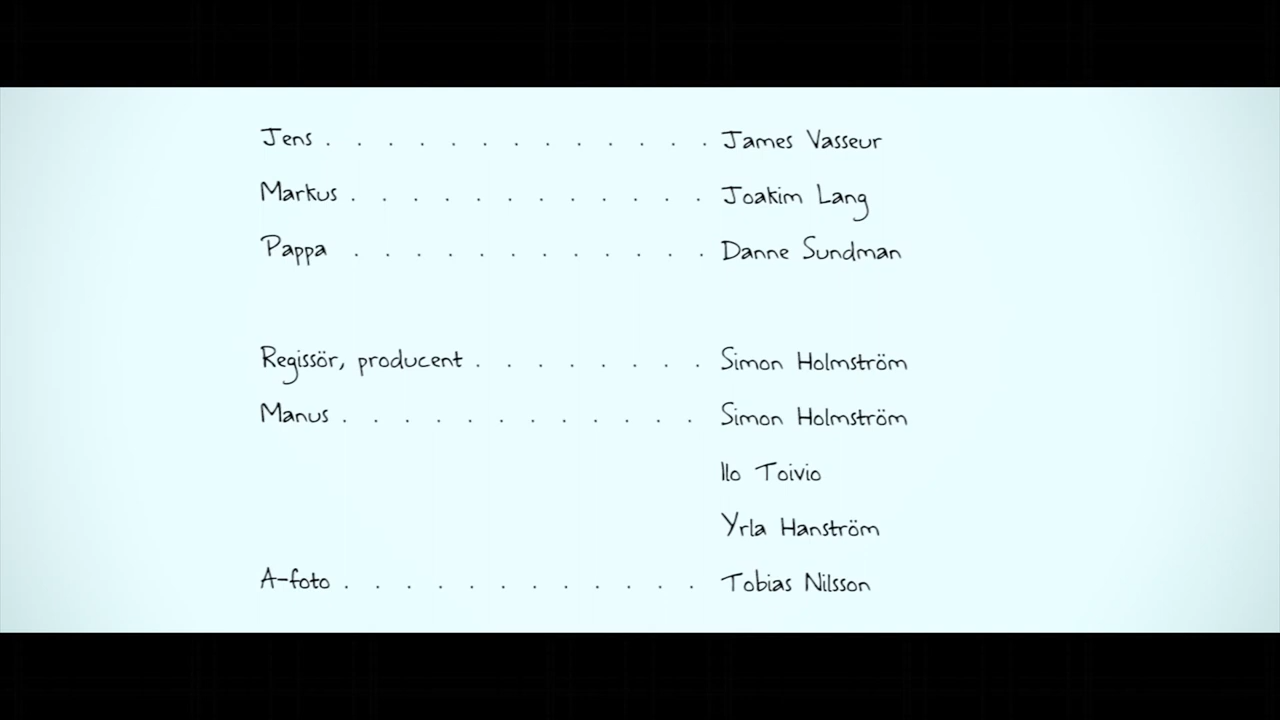 Jens . . . . . . . . . . . . . James Vasseur
Markus . . . . . . . . . . . . Joakim Lang
Pappa . . . . . . . . . . . . Danne Sundman
Regissör, producent . . . . . . . . Simon Holmström
Manus . . . . . . . . . . . . Simon Holmström
Ilo Toivio
Yrla Hanström
A-foto . . . . . . . . . . . . Tobias Nilsson